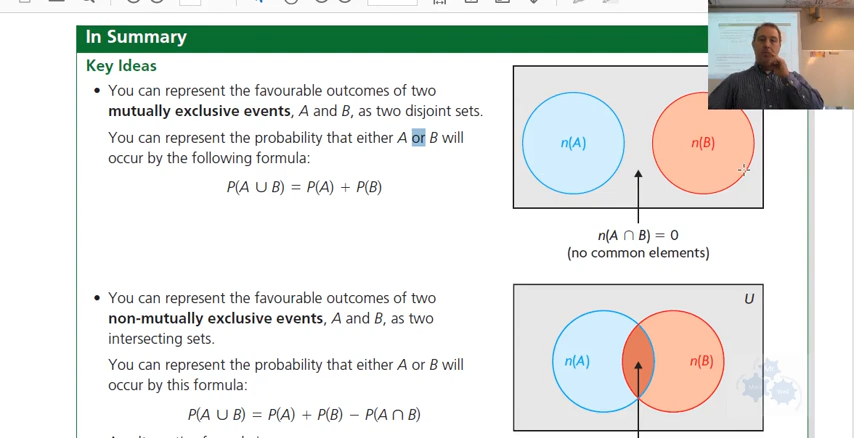 In Summary
Key Ideas
• You can represent the favourable outcomes of two
mutually exclusive events, A and B, as two disjoint sets.
You can represent the probability that either A or B will
occur by the following formula:
P(A ∪ B) = P(A) + P(B)
n(A)
n(B)
n(A ∩ B) = 0
(no common elements)
• You can represent the favourable outcomes of two
non-mutually exclusive events, A and B, as two
intersecting sets.
You can represent the probability that either A or B will
occur by this formula:
P(A ∪ B) = P(A) + P(B) − P(A ∩ B)
U
n(A)
n(B)